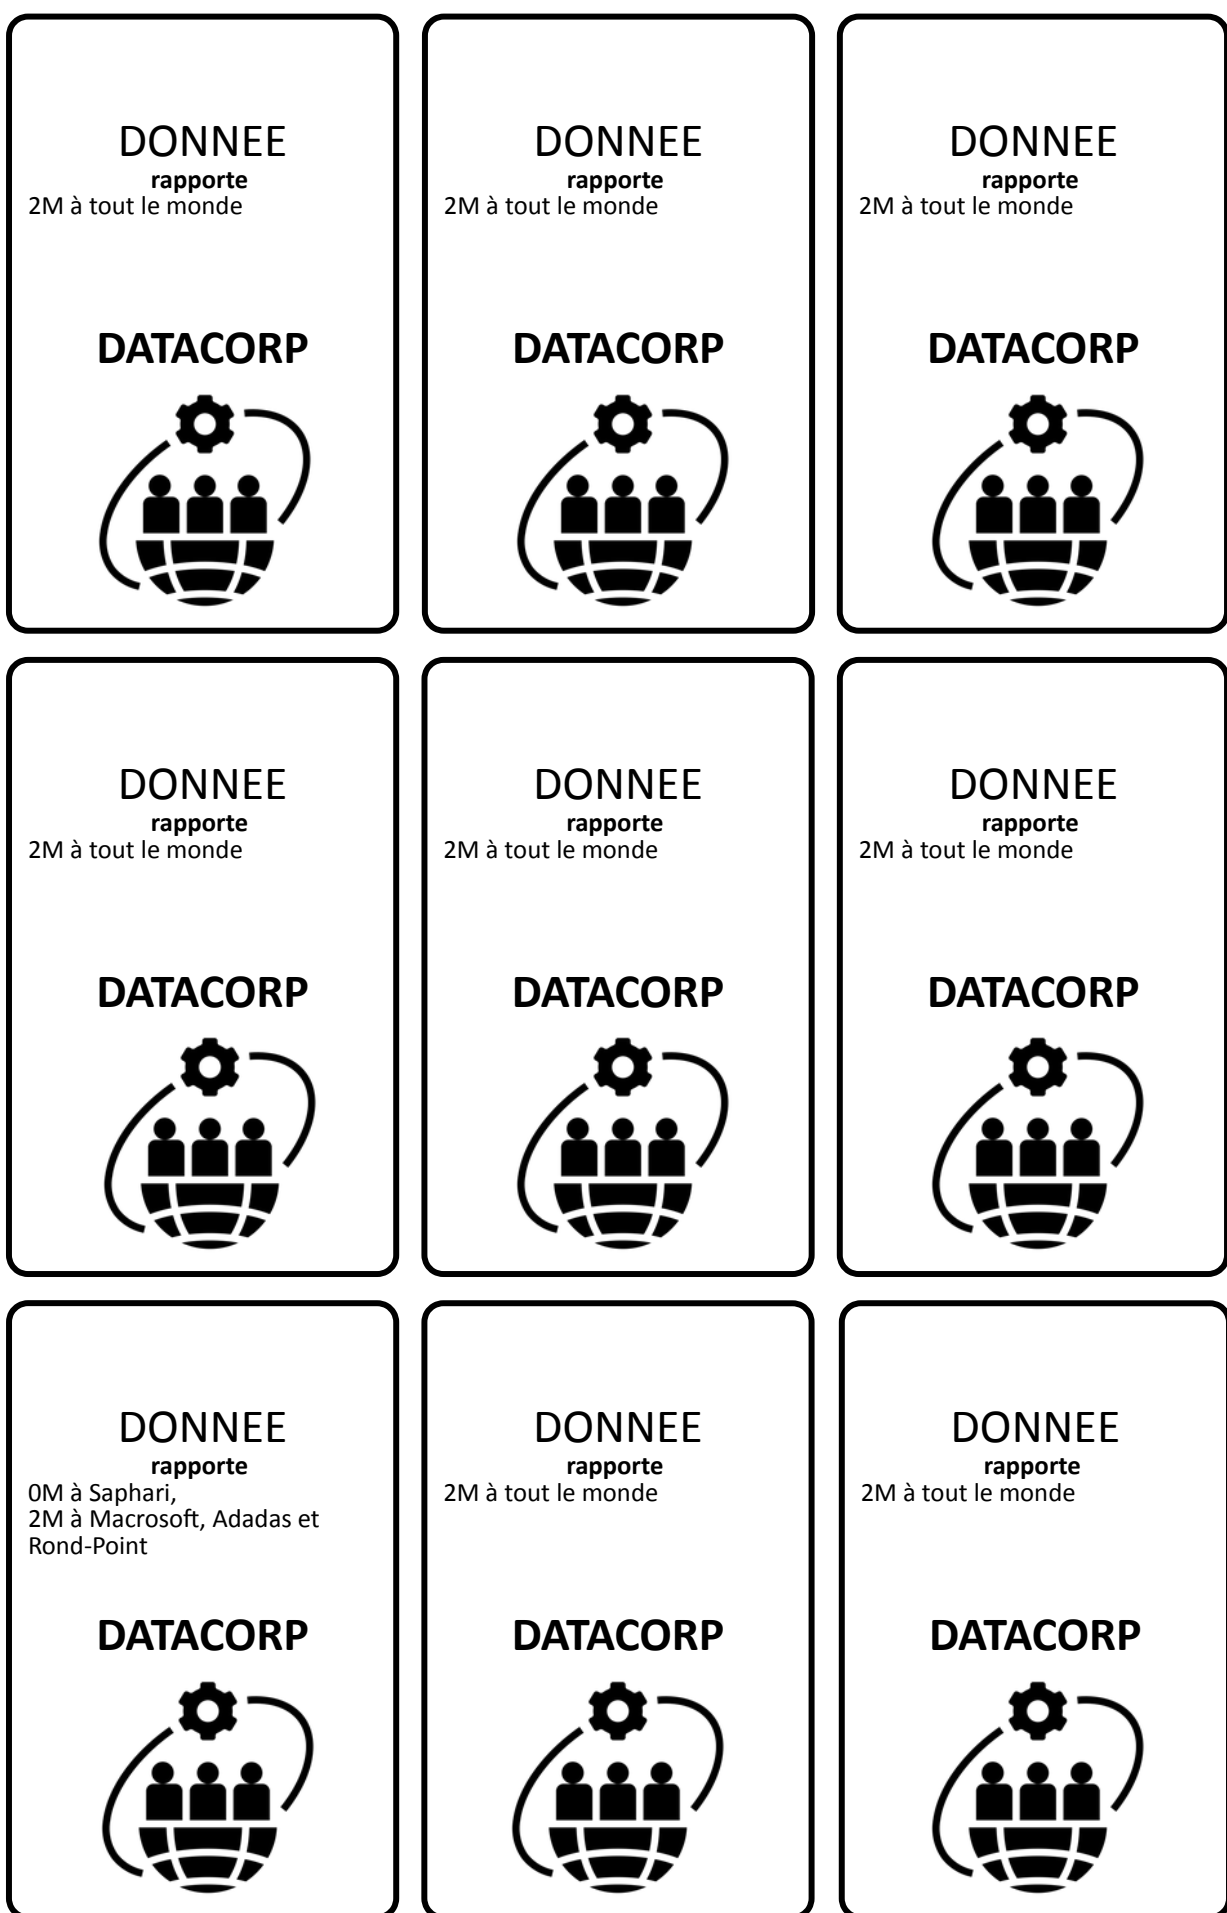 DONNEE
rapporte
2M à tout le monde
DATACORP
DONNEE
rapporte
2M à tout le monde
DATACORP
DONNEE
rapporte
2M à tout le monde
DATACORP
DONNEE
rapporte
2M à tout le monde
DATACORP
DONNEE
rapporte
2M à tout le monde
DATACORP
DONNEE
rapporte
2M à tout le monde
DATACORP
DONNEE
rapporte
0M à Saphari,
2M à Macrosoft, Adadas et
Rond-Point
DATACORP
DONNEE
rapporte
2M à tout le monde
DATACORP
DONNEE
rapporte
2M à tout le monde
DATACORP